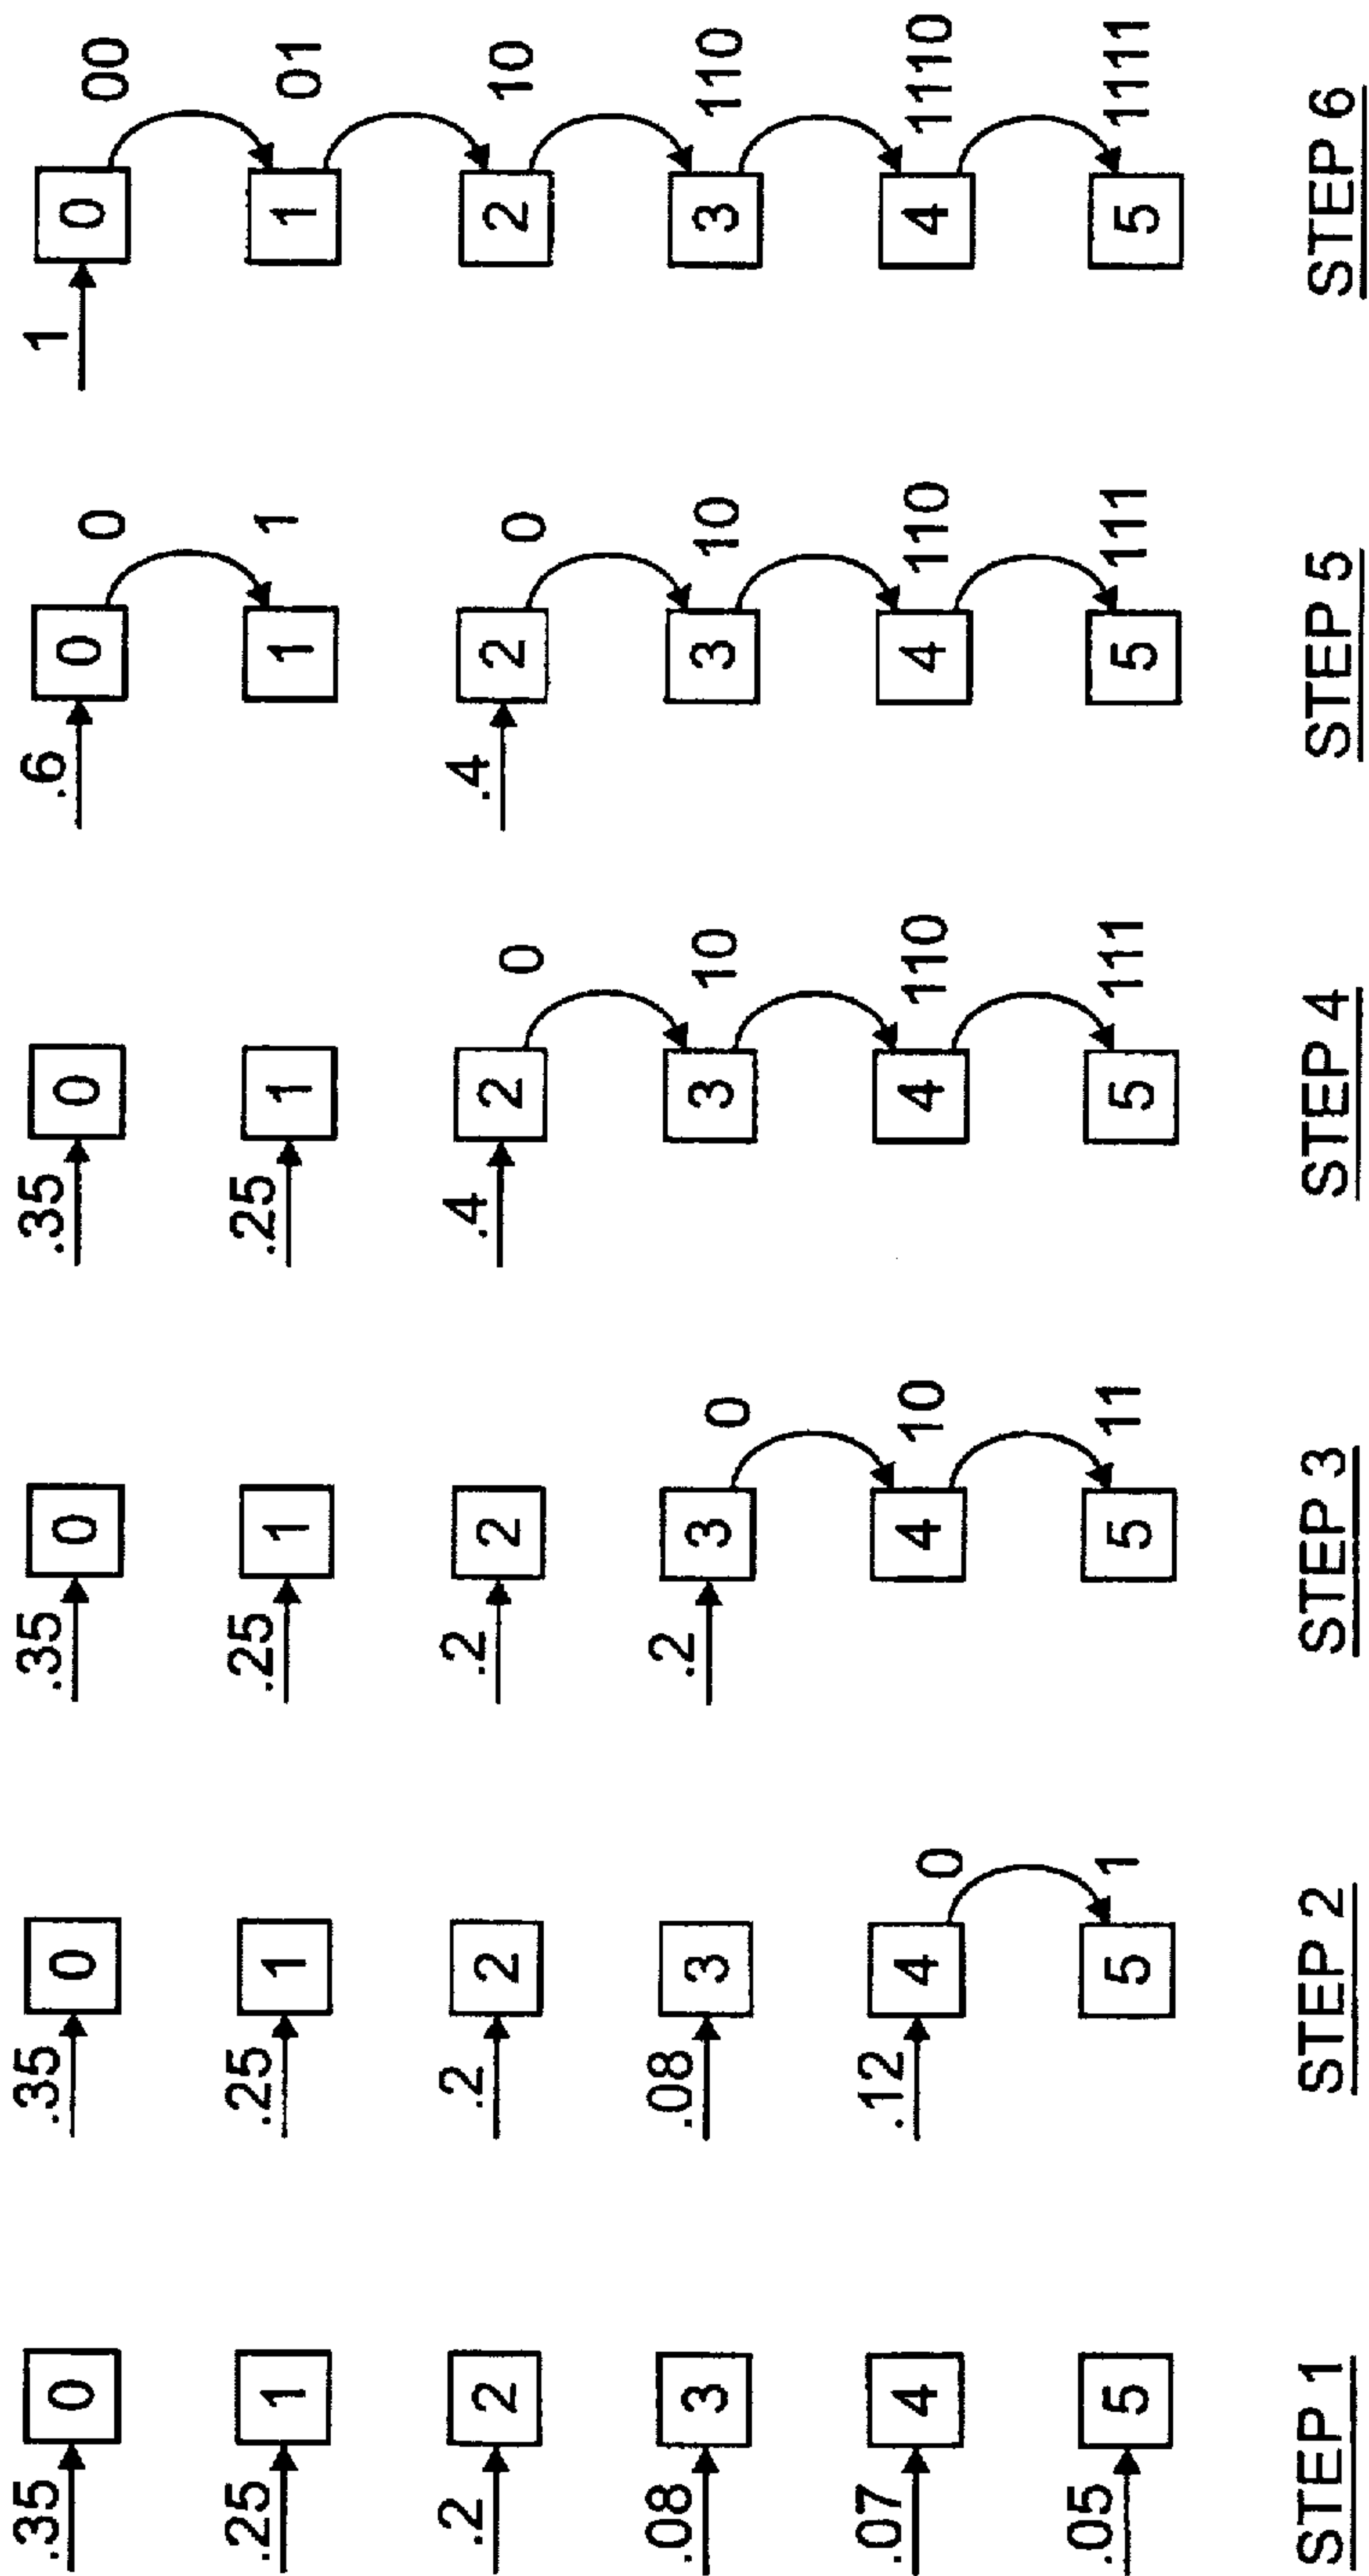 .35 0
.25 1
.2 2
.08 3
.07 4
.05 5
STEP 1
.35 0
.25 1
.2 2
.08 3
.12 4 0
5 1
STEP 2
.35 0
.25 1
.2 2
.2 3 0
4 10
5 11
STEP 3
.35 0
.25 1
.4 2 0
3 10
4 110
5 111
STEP 4
.6 0 0
1 1
.4 2 0
3 10
4 110
5 111
STEP 5
1 0 00
1 01
2 10
3 110
4 1110
5 1111
STEP 6